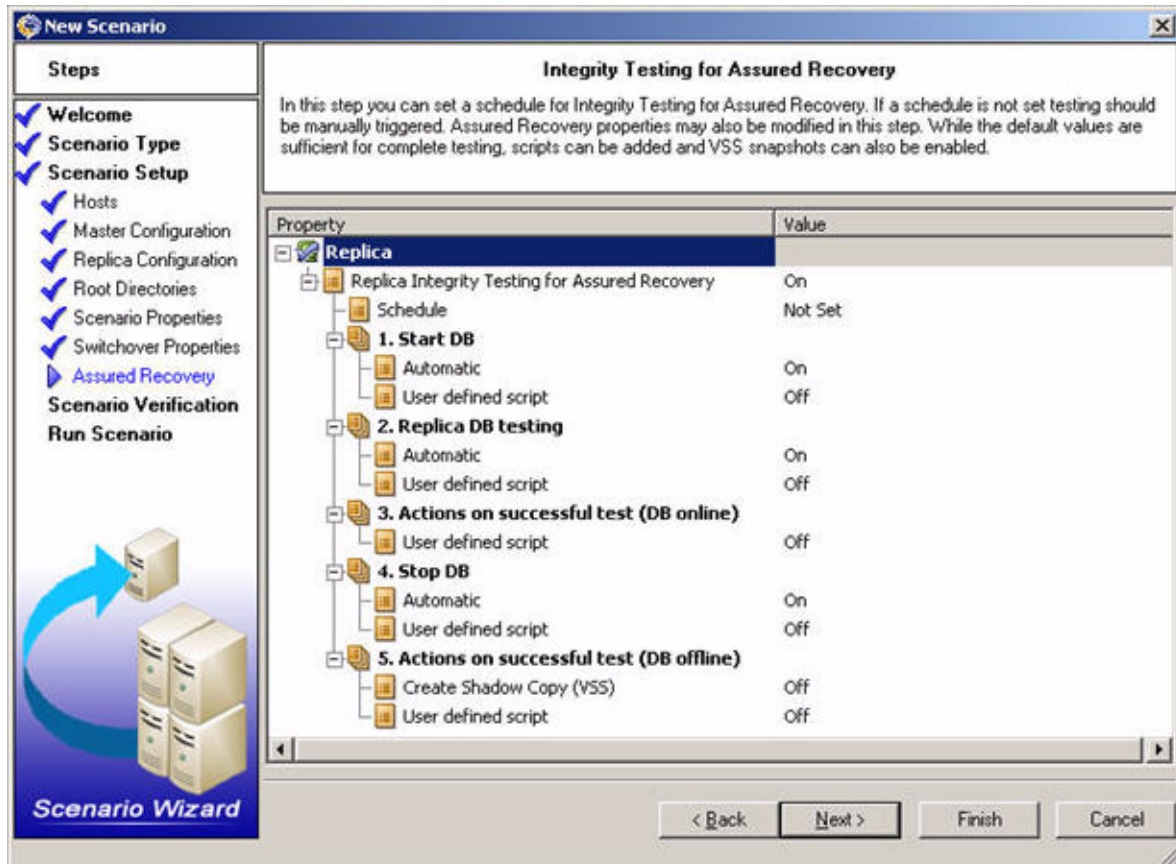 New Scenario
Steps
Welcome
Scenario Type
Scenario Setup
Hosts
Master Configuration
Replica Configuration
Root Directories
Scenario Properties
Switchover Properties
Assured Recovery
Scenario Verification
Run Scenario
Scenario Wizard
Integrity Testing for Assured Recovery
In this step you can set a schedule for Integrity Testing for Assured Recovery. If a schedule is not set testing should
be manually triggered. Assured Recovery properties may also be modified in this step. While the default values are
sufficient for complete testing, scripts can be added and VSS snapshots can also be enabled.
Property Value
Replica
Replica Integrity Testing for Assured Recovery On
Schedule Not Set
1. Start DB
Automatic On
User defined script Off
2. Replica DB testing
Automatic On
User defined script Off
3. Actions on successful test (DB online)
User defined script Off
4. Stop DB
Automatic On
User defined script Off
5. Actions on successful test (DB offline)
Create Shadow Copy (VSS) Off
User defined script Off
< Back Next > Finish Cancel